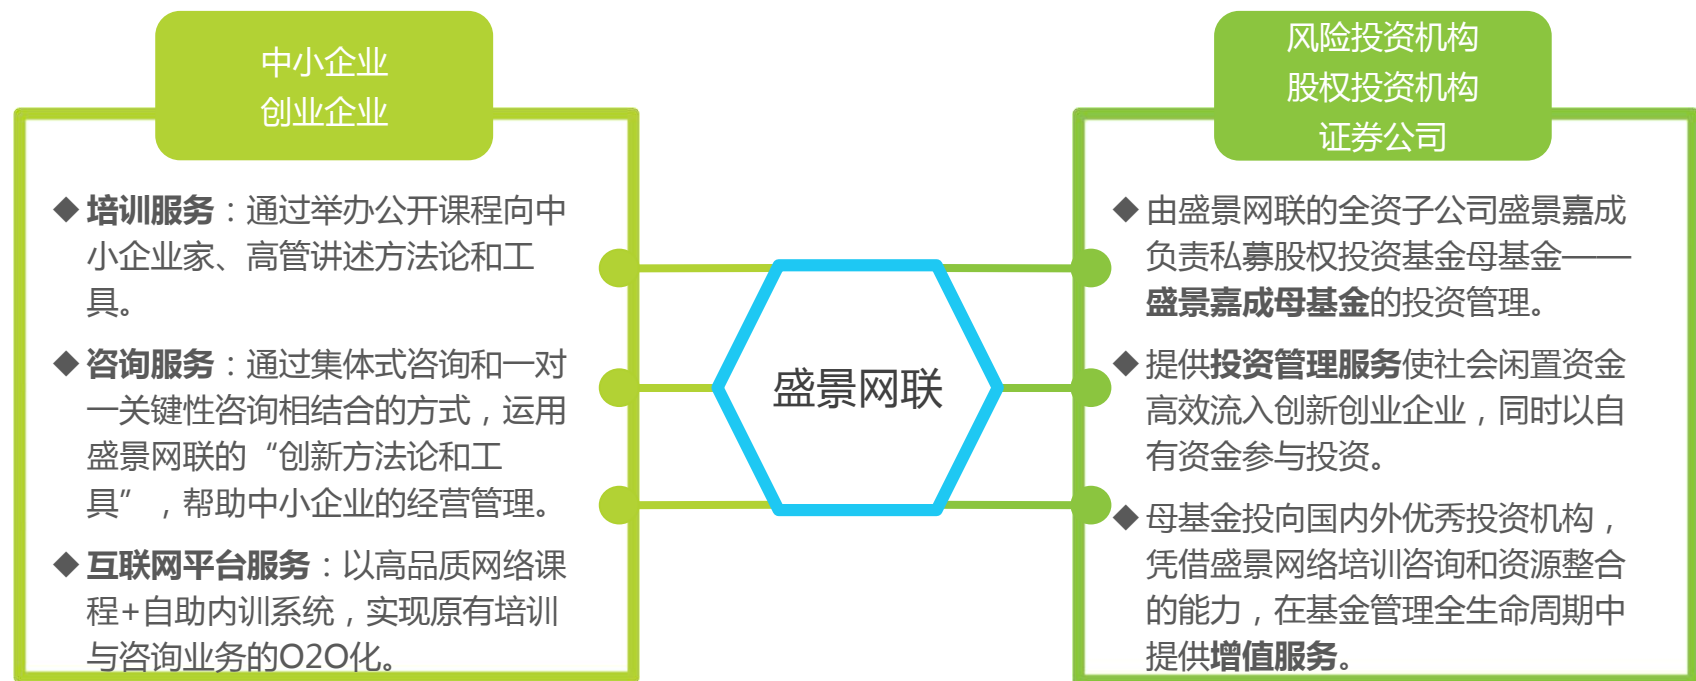 中小企业
创业企业
◆培训服务：通过举办公开课程向中
小企业家、高管讲述方法论和工
具。
◆咨询服务：通过集体式咨询和一对
一关键性咨询相结合的方式，运用
盛景网联的“创新方法论和工
具”，帮助中小企业的经营管理。
◆互联网平台服务：以高品质网络课
程+自助内训系统，实现原有培训
与咨询业务的O2O化。
盛景网联
风险投资机构
股权投资机构
证券公司
◆由盛景网联的全资子公司盛景嘉成
负责私募股权投资基金母基金——
盛景嘉成母基金的投资管理。
◆提供投资管理服务使社会闲置资金
高效流入创新创业企业，同时以自
有资金参与投资。
◆母基金投向国内外优秀投资机构，
凭借盛景网络培训咨询和资源整合
的能力，在基金管理全生命周期中
提供增值服务。